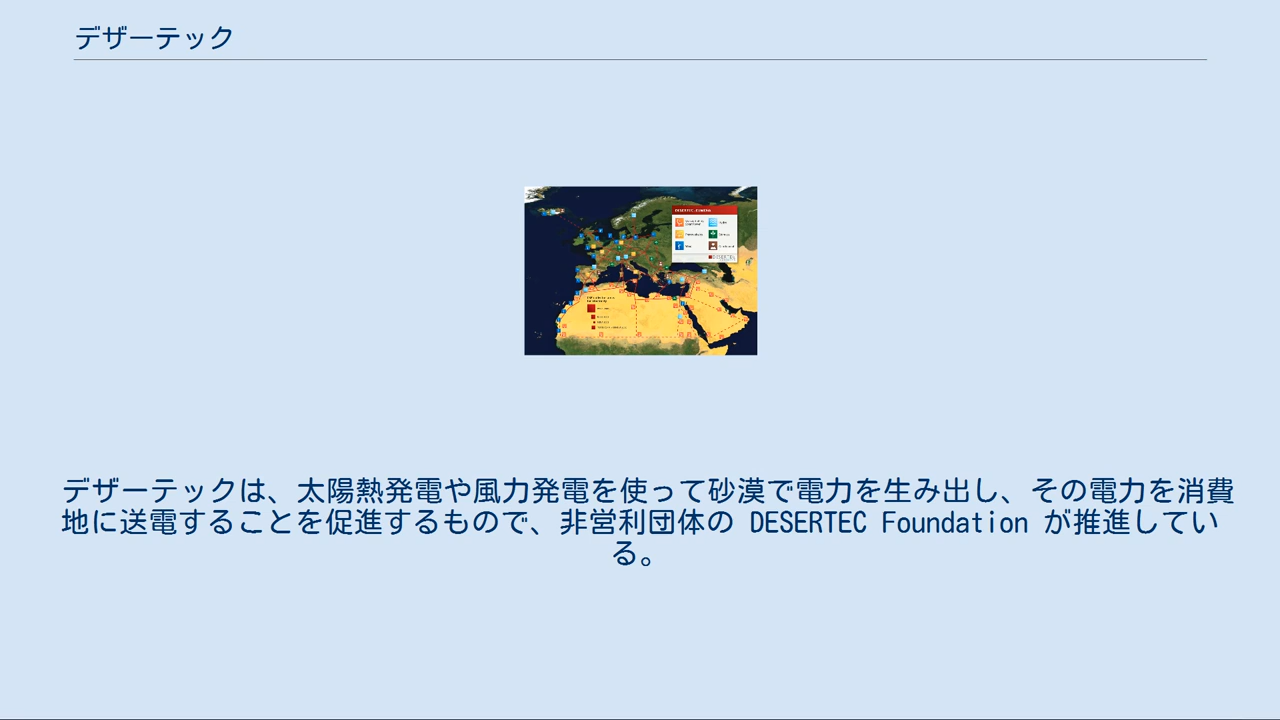 デザーテック
デザーテックは、太陽熱発電や風力発電を使って砂漠で電力を生み出し、その電力を消費
地に送電することを促進するもので、非営利団体の DESERTEC Foundation が推進してい
る。